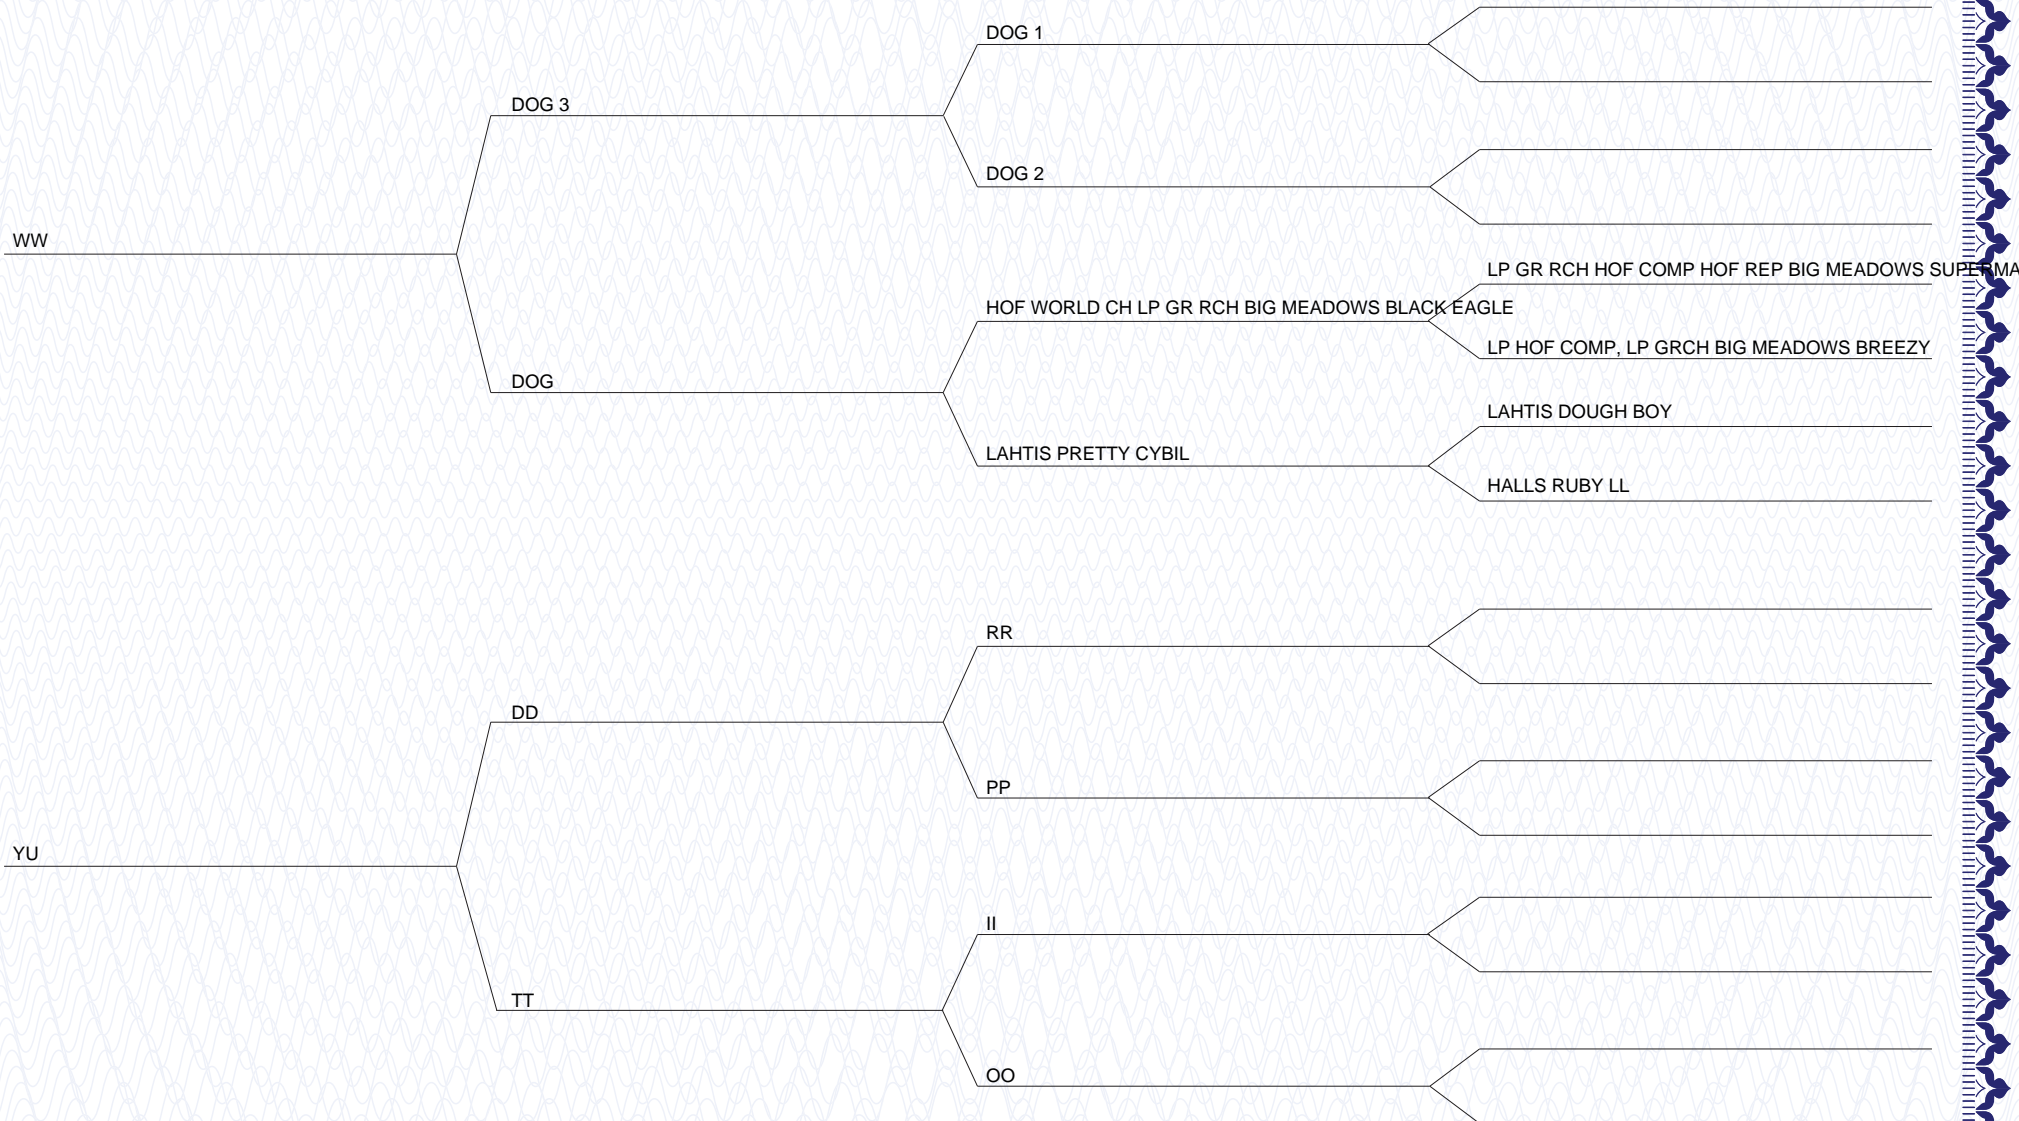 DOG 1
DOG 3
DOG 2
WW
LP GR RCH HOF COMP HOF REP BIG MEADOWS SUPERMA
HOF WORLD CH LP GR RCH BIG MEADOWS BLACK EAGLE
LP HOF COMP, LP GRCH BIG MEADOWS BREEZY
DOG
LAHTIS DOUGH BOY
LAHTIS PRETTY CYBIL
HALLS RUBY LL
RR
DD
PP
YU
II
TT
OO